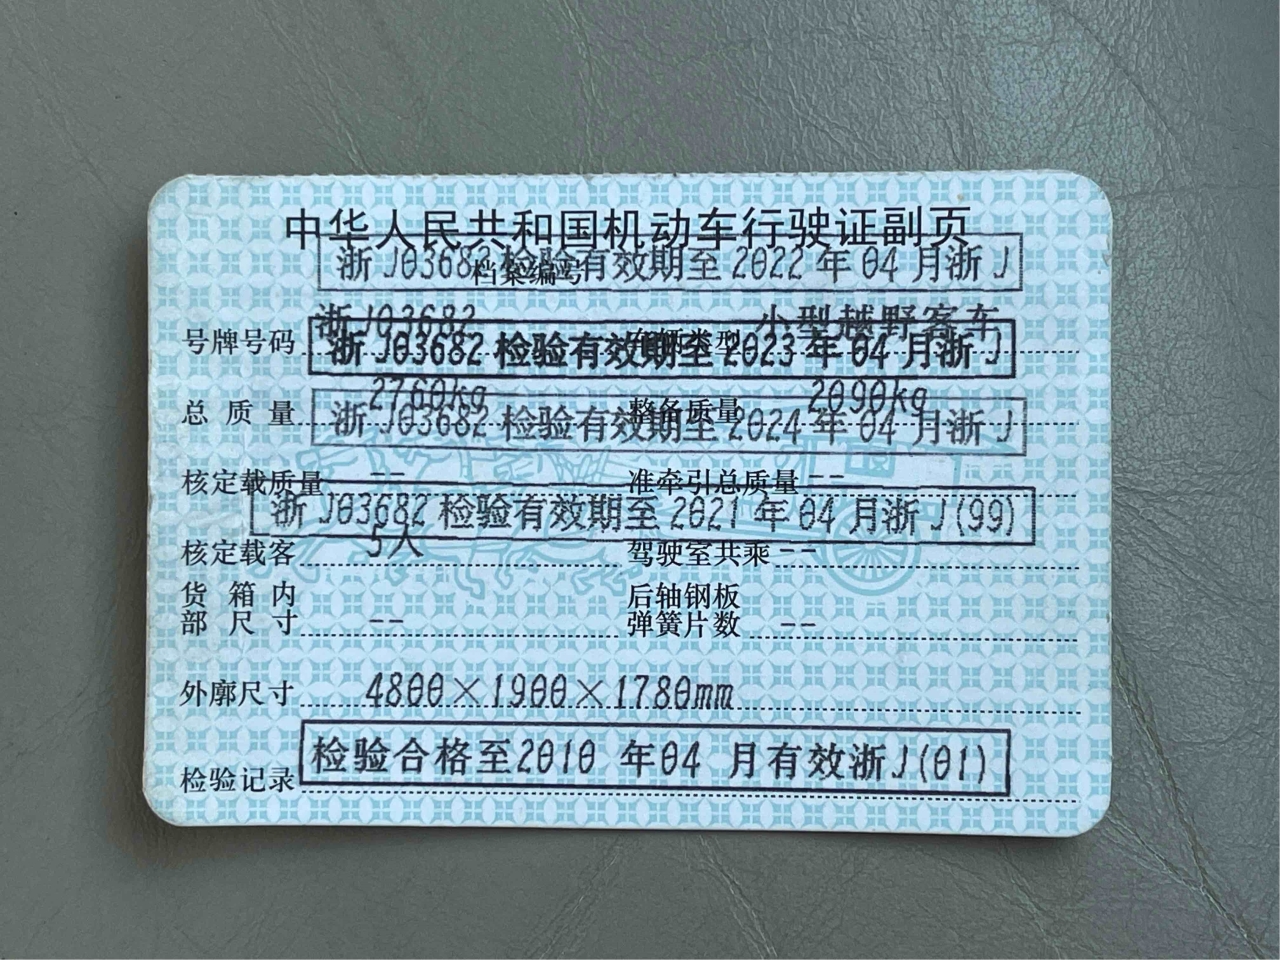 中华人民共和国机动车行驶证副页
浙J03682检验有效期至2022年04月浙J
档案编号
号牌号码 浙J03682 车辆类型 小型越野客车
浙J03682检验有效期至2023年04月浙J
总质量 2760kg 整备质量 2090kg
浙J03682检验有效期至2024年04月浙J
核定载质量 -- 准牵引总质量 --
浙J03682检验有效期至2021年04月浙J(99)
核定载客 5人 驾驶室共乘 --
货箱内 后轴钢板
部尺寸 -- 弹簧片数 --
外廓尺寸 4800×1900×1780mm
检验记录 检验合格至2010年04月有效浙J(01)